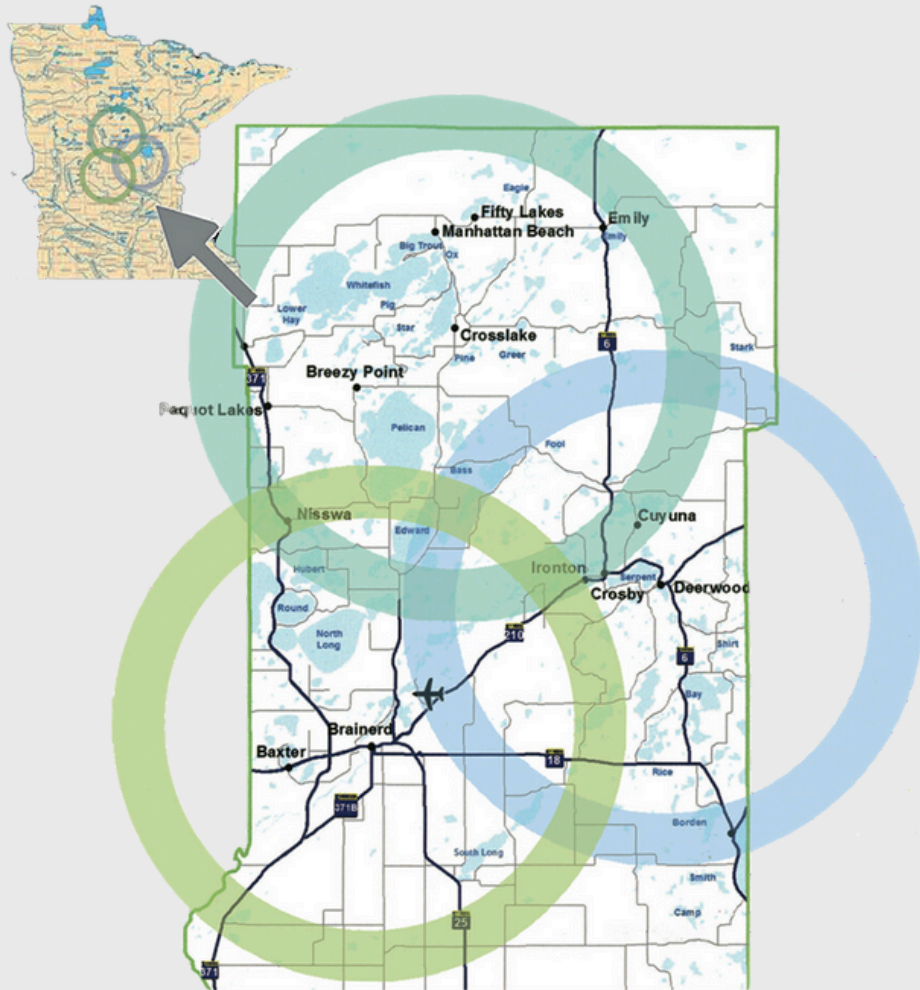 Eagle
Fifty Lakes
Emily
Manhattan Beach
Emily
Big Trout
Ox
Whitefish
Pig
Lower
Hay
Star
Crosslake
6
Stark
Pine
Greer
Breezy Point
371
Pequot Lakes
Pelican
Fool
Bass
Nisswa
Cuyuna
Edward
Hubert
Ironton
Serpent
Crosby
Deerwood
Round
210
North
Long
Shirt
6
Bay
Brainerd
Baxter
18
Rice
371B
Borden
South Long
Smith
Camp
25
371